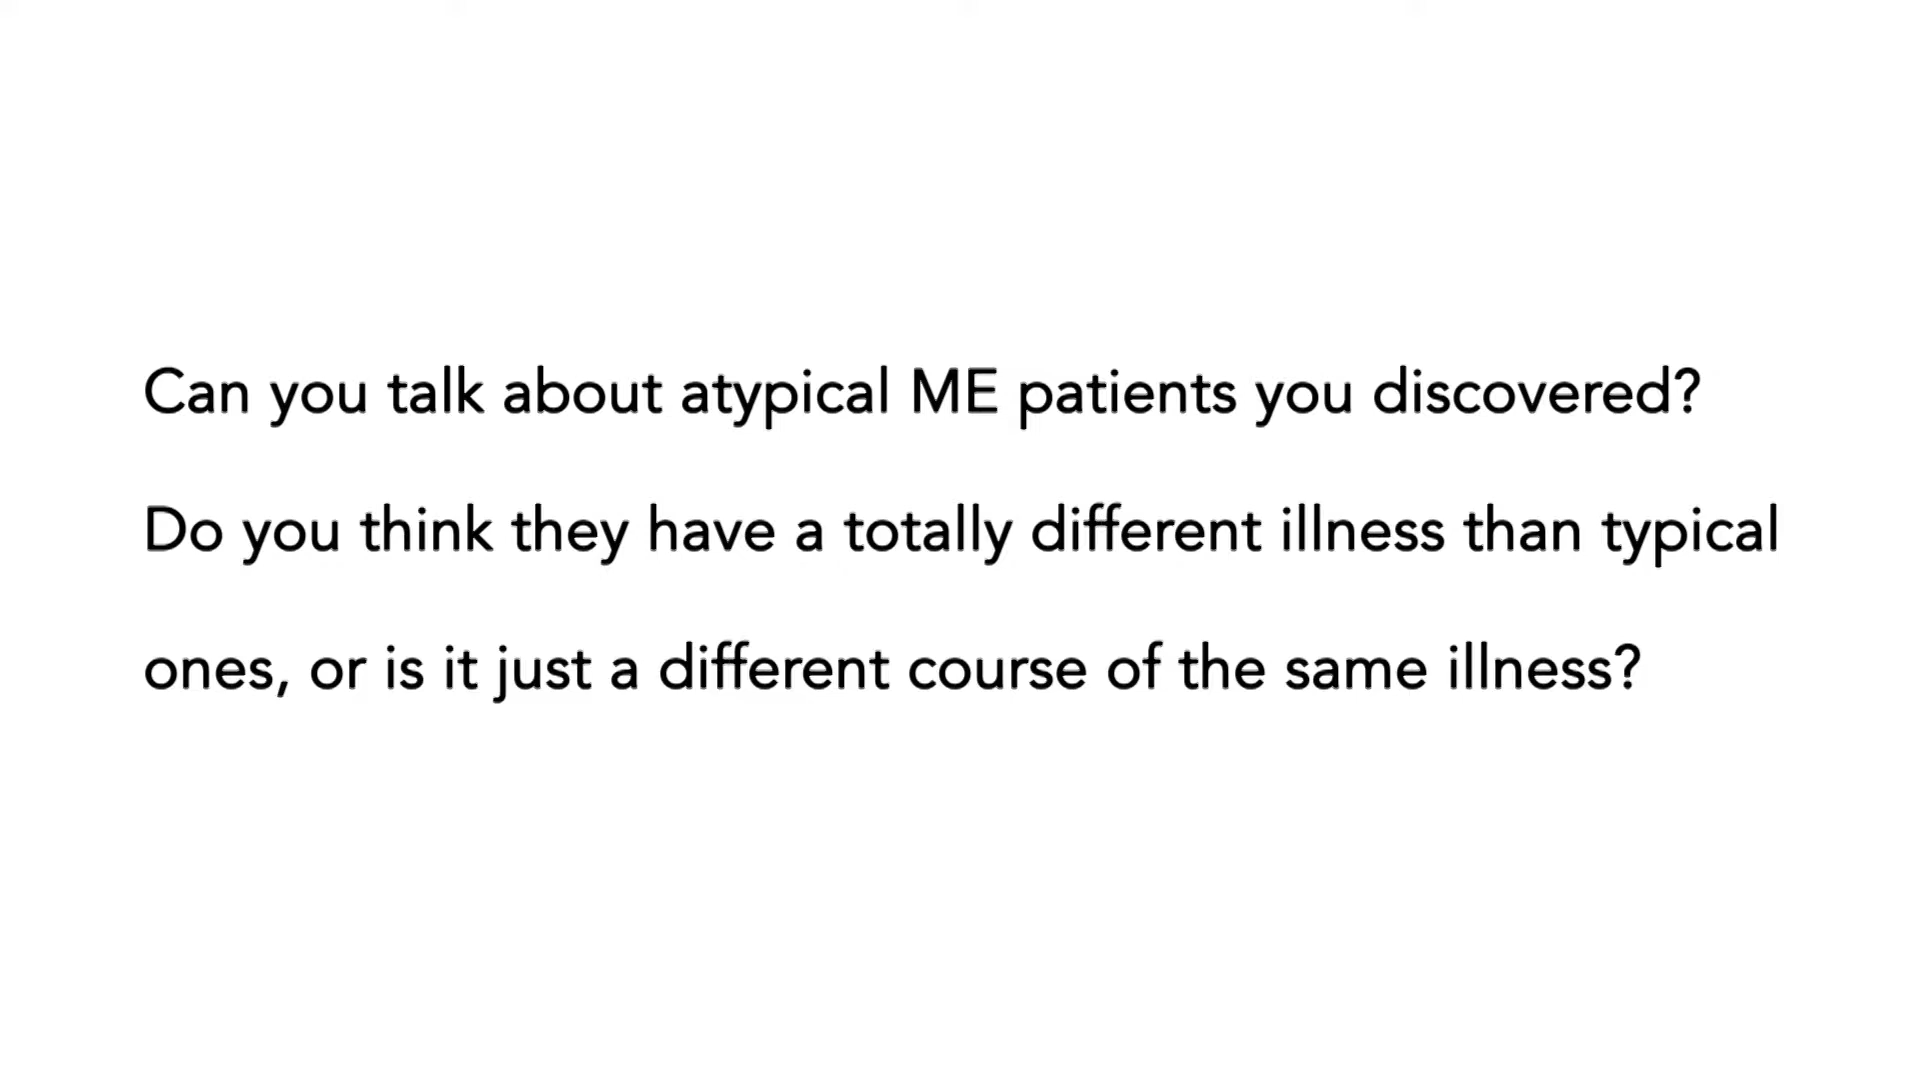 Can you talk about atypical ME patients you discovered?
Do you think they have a totally different illness than typical
ones, or is it just a different course of the same illness?